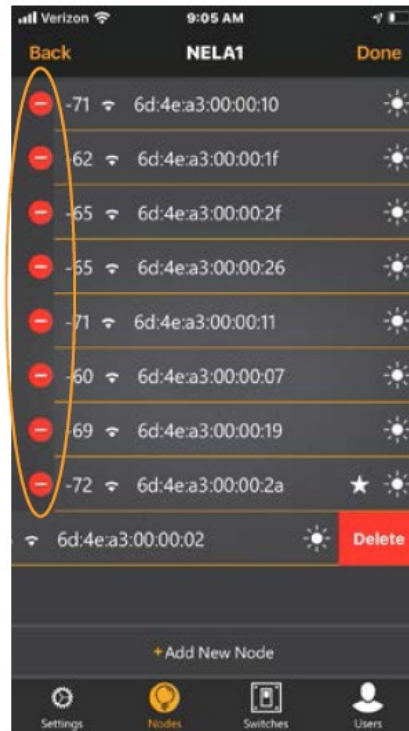 Verizon 9:05 AM
Back NELA1 Done
-71 6d:4e:a3:00:00:10
-62 6d:4e:a3:00:00:1f
-65 6d:4e:a3:00:00:2f
-65 6d:4e:a3:00:00:26
-71 6d:4e:a3:00:00:11
-60 6d:4e:a3:00:00:07
-69 6d:4e:a3:00:00:19
-72 6d:4e:a3:00:00:2a
6d:4e:a3:00:00:02 Delete
+Add New Node
Settings Nodes Switches Users